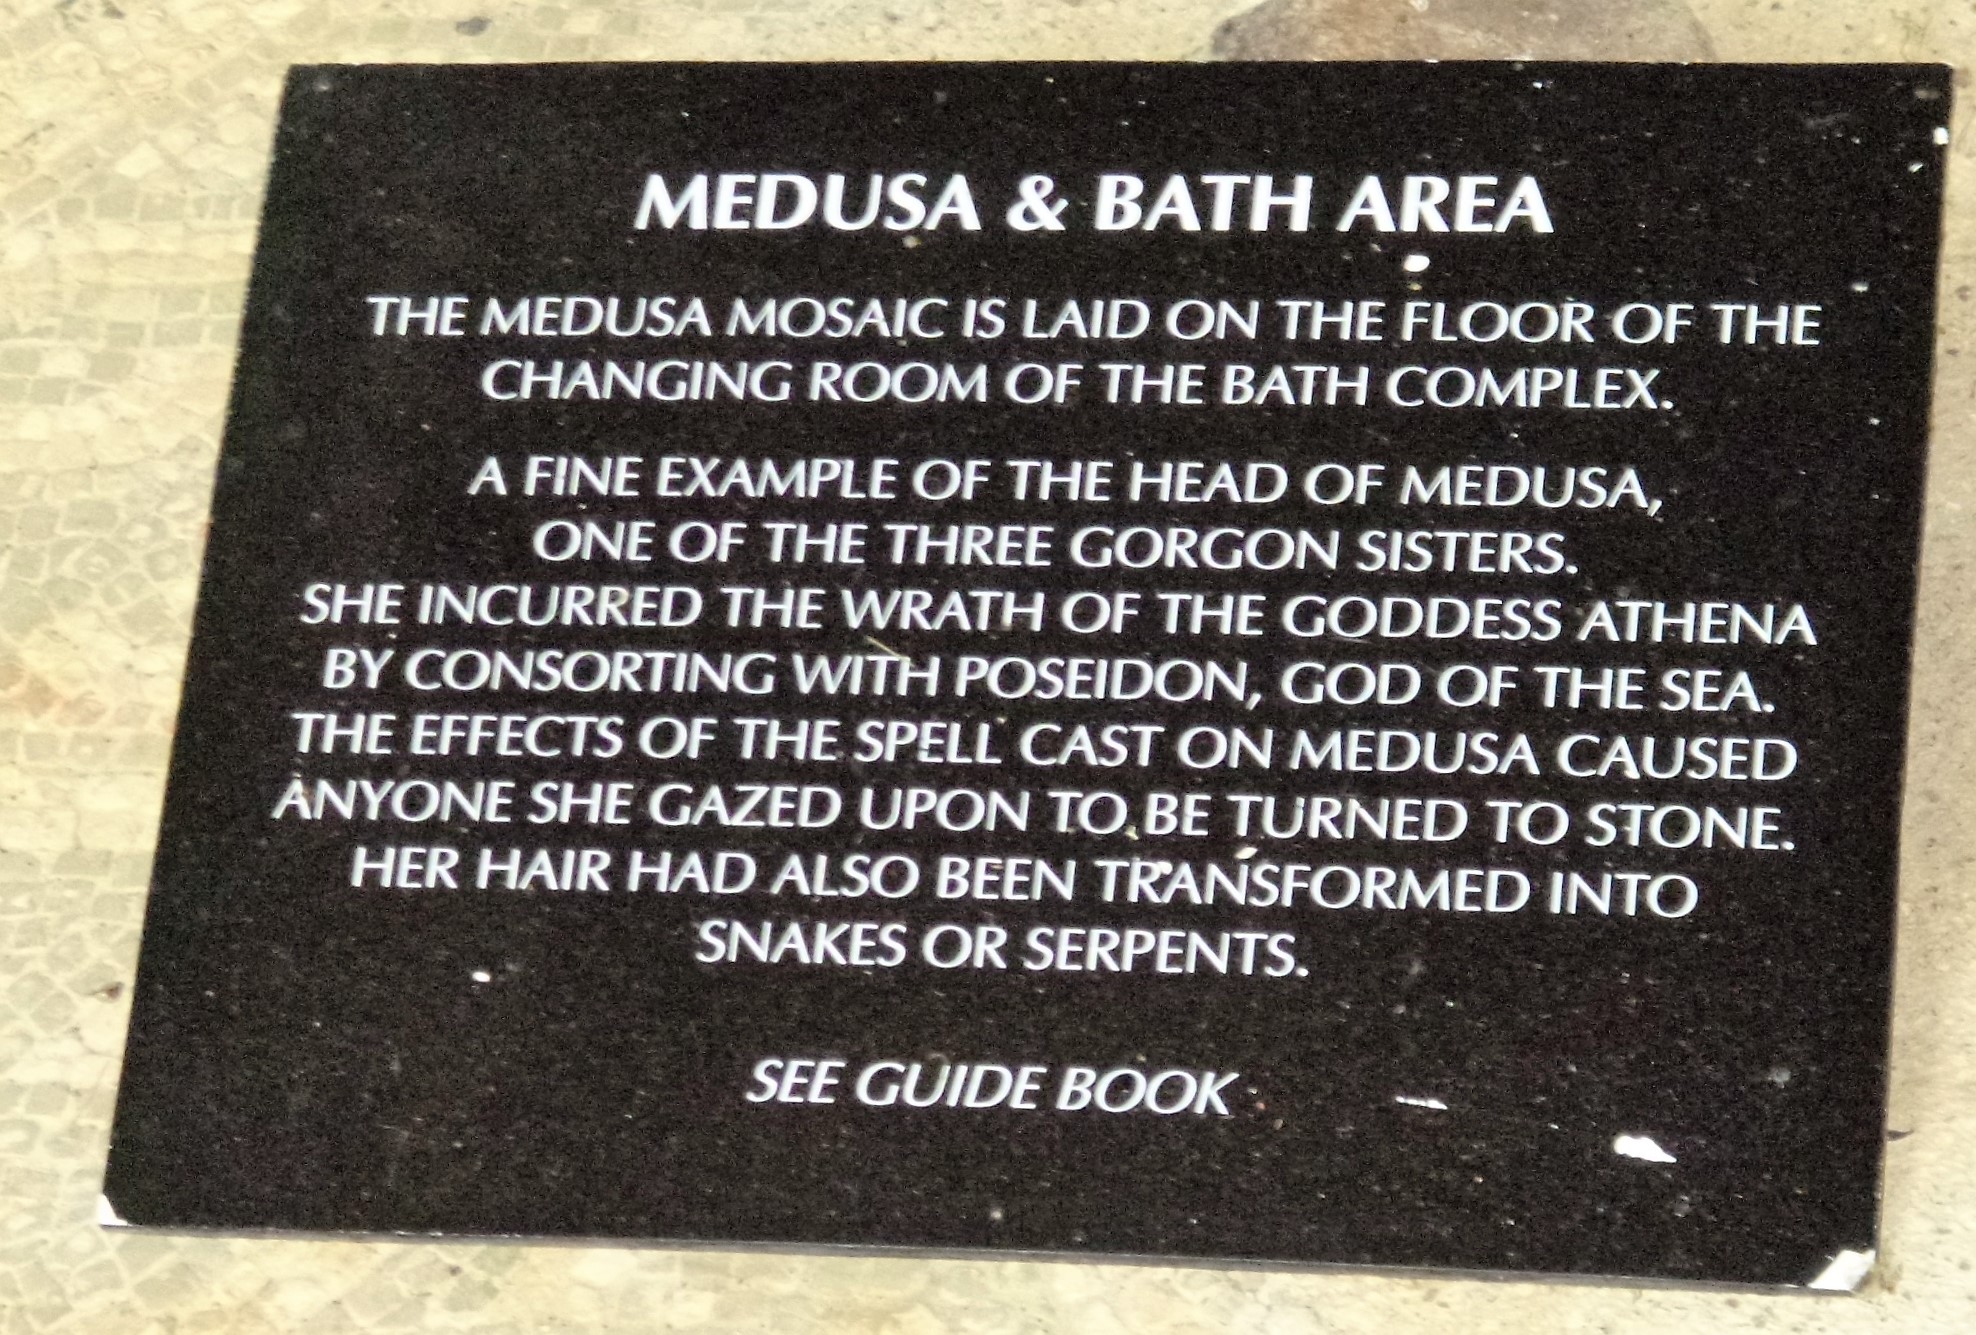 MEDUSA & BATH AREA
THE MEDUSA MOSAIC IS LAID ON THE FLOOR OF THE
CHANGING ROOM OF THE BATH COMPLEX.
A FINE EXAMPLE OF THE HEAD OF MEDUSA,
ONE OF THE THREE GORGON SISTERS.
SHE INCURRED THE WRATH OF THE GODDESS ATHENA
BY CONSORTING WITH POSEIDON, GOD OF THE SEA.
THE EFFECTS OF THE SPELL CAST ON MEDUSA CAUSED
ANYONE SHE GAZED UPON TO BE TURNED TO STONE.
HER HAIR HAD ALSO BEEN TRANSFORMED INTO
SNAKES OR SERPENTS.
SEE GUIDE BOOK